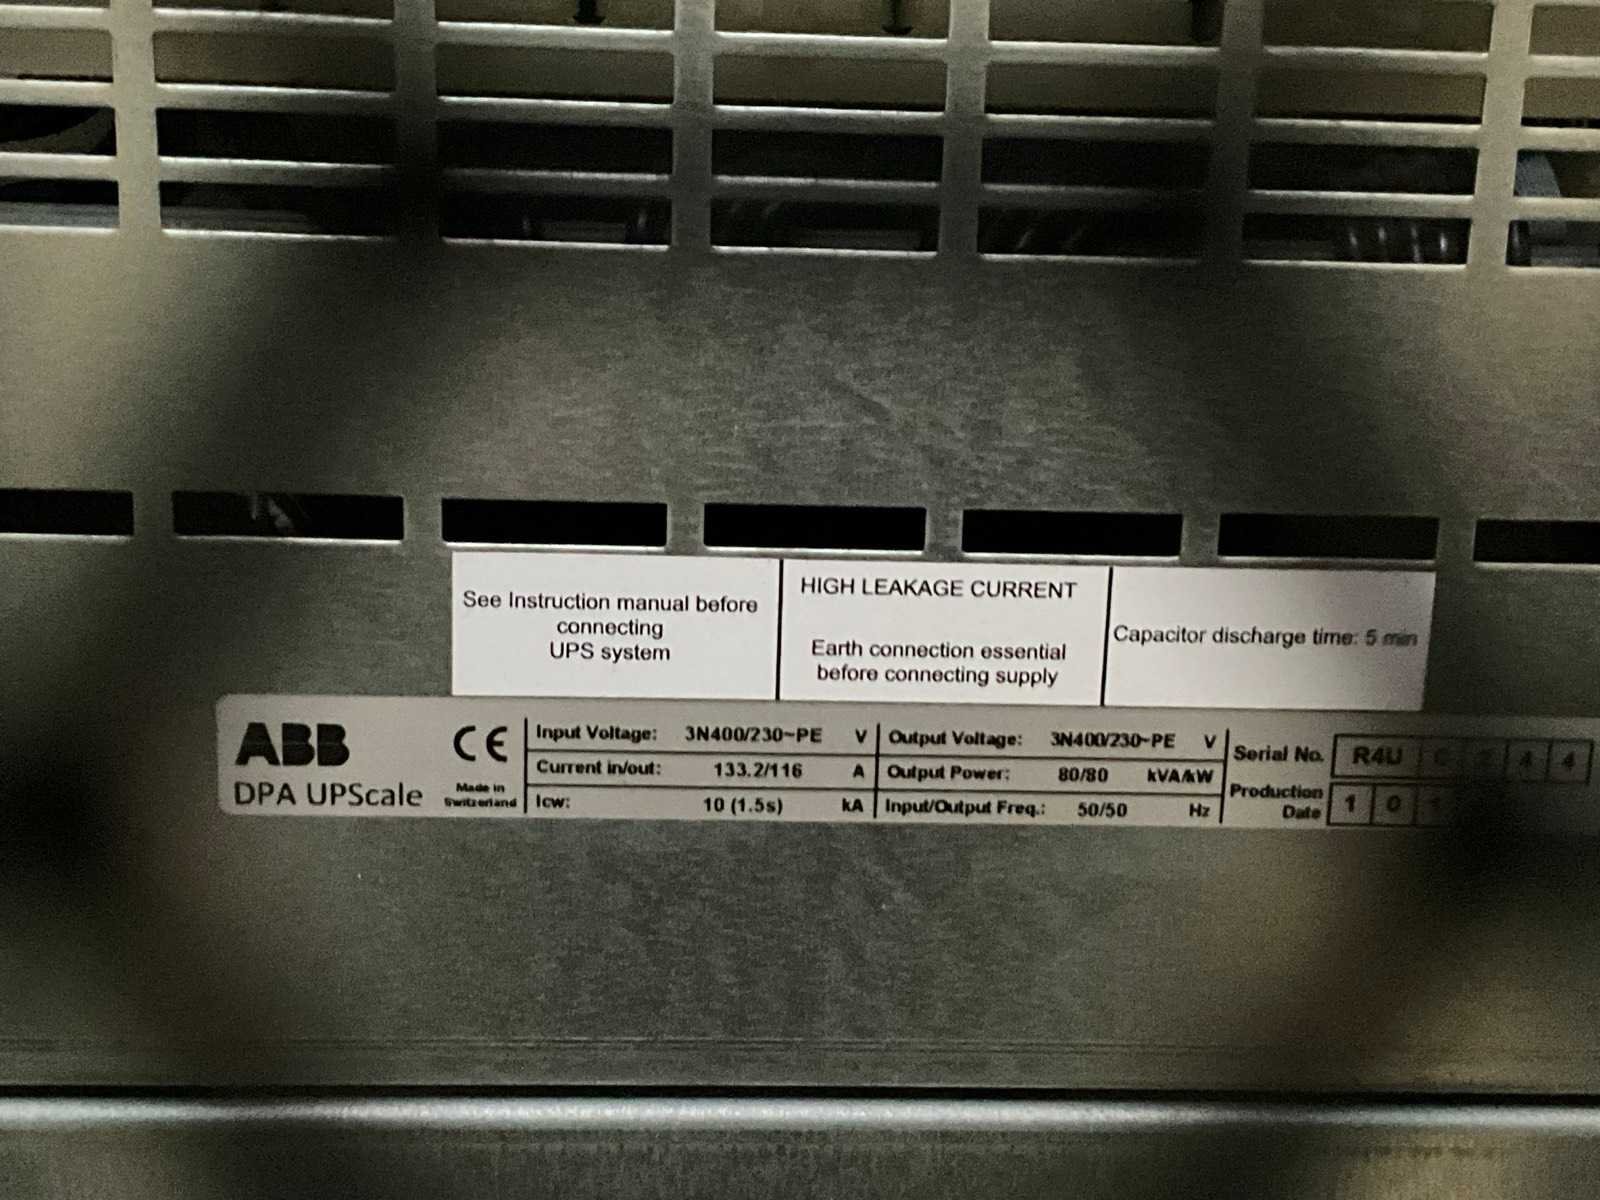 See Instruction manual before
connecting
UPS system
HIGH LEAKAGE CURRENT
Earth connection essential
before connecting supply
Capacitor discharge time: 5 min
ABB
DPA UPScale
CE
Made in
Switzerland
Input Voltage: 3N400/230~PE V
Current in/out: 133.2/116 A
Icw: 10 (1.5s) kA
Output Voltage: 3N400/230~PE V
Output Power: 80/80 kVA/kW
Input/Output Freq.: 50/50 Hz
Serial No. R4U 4 4
Production
Date 1 0